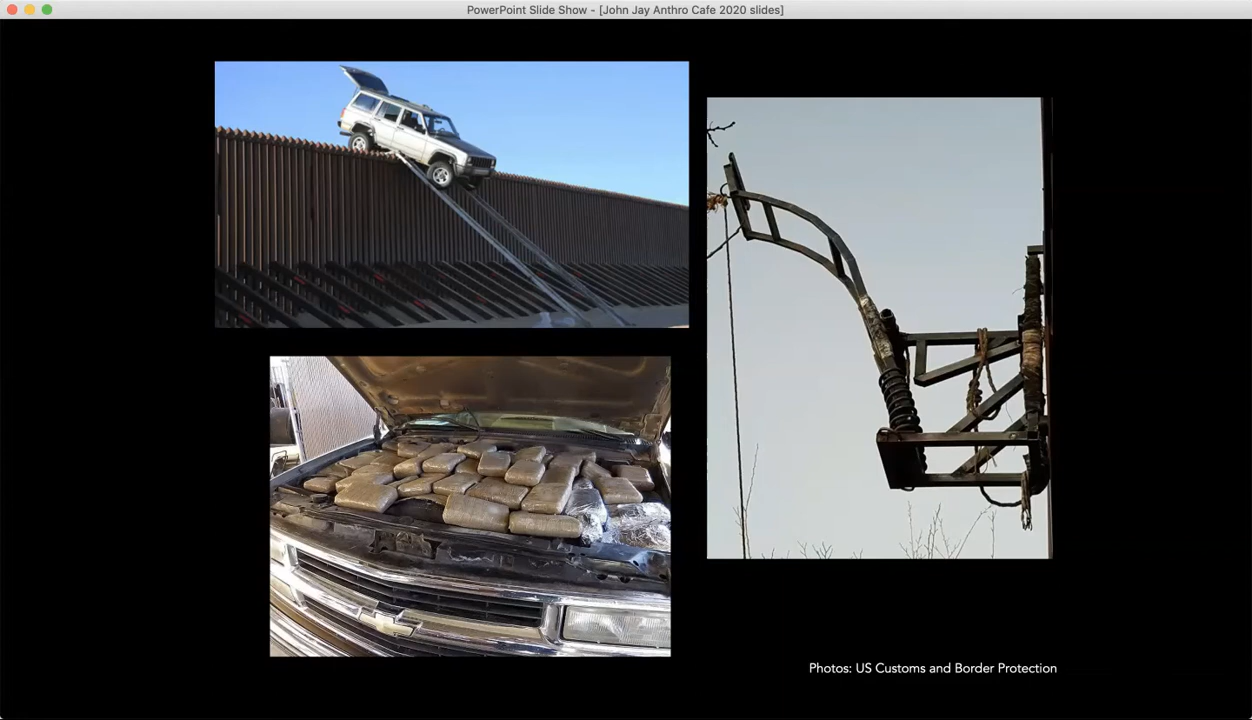 PowerPoint Slide Show - [John Jay Anthro Cafe 2020 slides]
Photos: US Customs and Border Protection